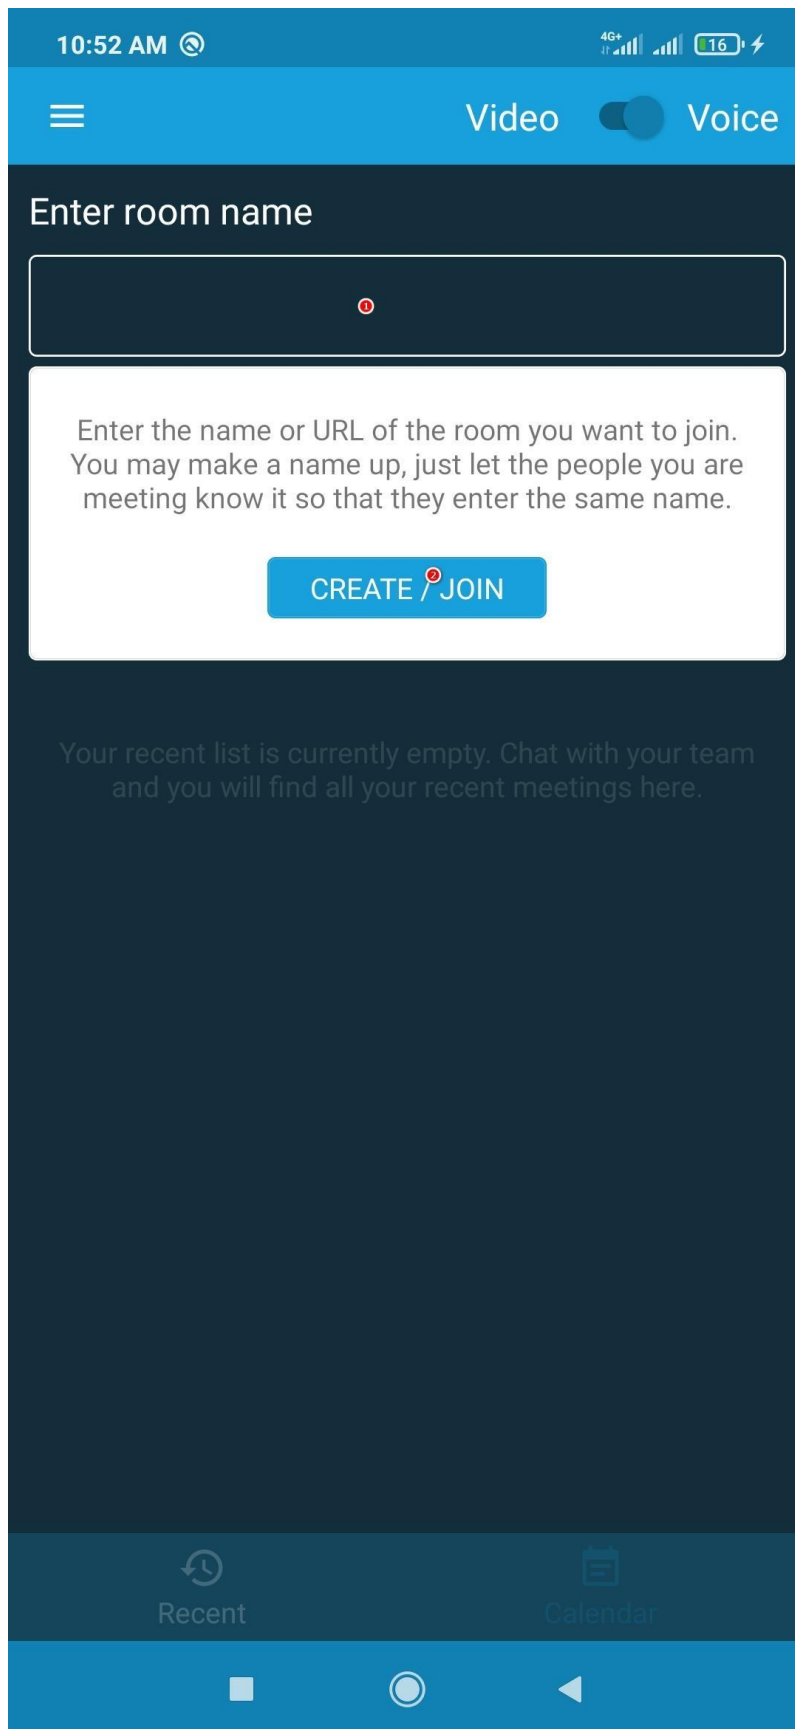 10:52 AM
4G+
16
Video
Voice
Enter room name
1
Enter the name or URL of the room you want to join.
You may make a name up, just let the people you are
meeting know it so that they enter the same name.
2
CREATE / JOIN
Your recent list is currently empty. Chat with your team
and you will find all your recent meetings here.
Recent
Calendar